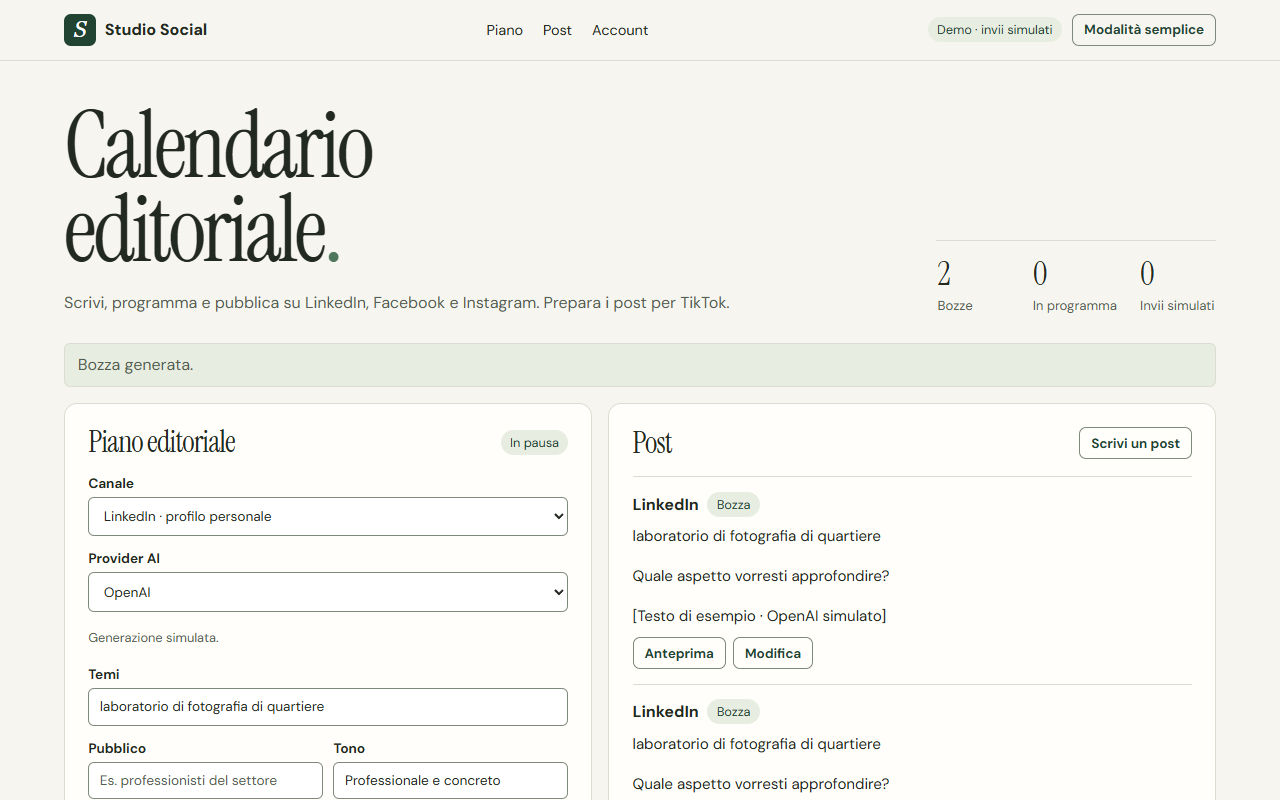 S Studio Social
Piano Post Account
Demo · invii simulati
Modalità semplice
Calendario
editoriale.
Scrivi, programma e pubblica su LinkedIn, Facebook e Instagram. Prepara i post per TikTok.
2 0 0
Bozze In programma Invii simulati
Bozza generata.
Piano editoriale
In pausa
Canale
LinkedIn · profilo personale
Provider AI
OpenAI
Generazione simulata.
Temi
laboratorio di fotografia di quartiere
Pubblico Tono
Es. professionisti del settore Professionale e concreto
Post
Scrivi un post
LinkedIn Bozza
laboratorio di fotografia di quartiere
Quale aspetto vorresti approfondire?
[Testo di esempio · OpenAI simulato]
Anteprima Modifica
LinkedIn Bozza
laboratorio di fotografia di quartiere
Quale aspetto vorresti approfondire?